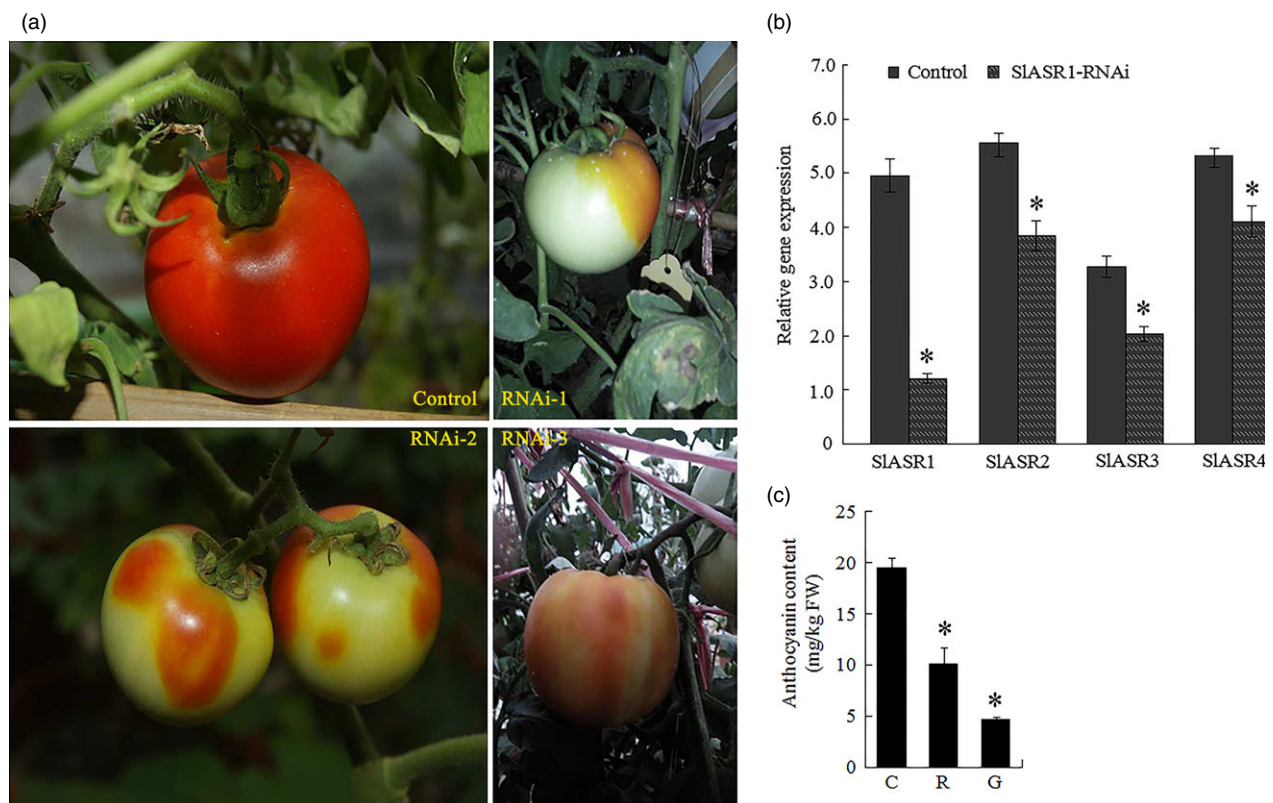 (a)
Control
RNAi-1
RNAi-2
RNAi-3
(b)
7.0
6.0
5.0
4.0
3.0
2.0
1.0
0
Relative gene expression
Control
SlASR1-RNAi
*
*
*
*
SlASR1
SlASR2
SlASR3
SlASR4
(c)
25
20
15
10
5
0
Anthocyanin content
(mg/kg FW)
*
*
C
R
G